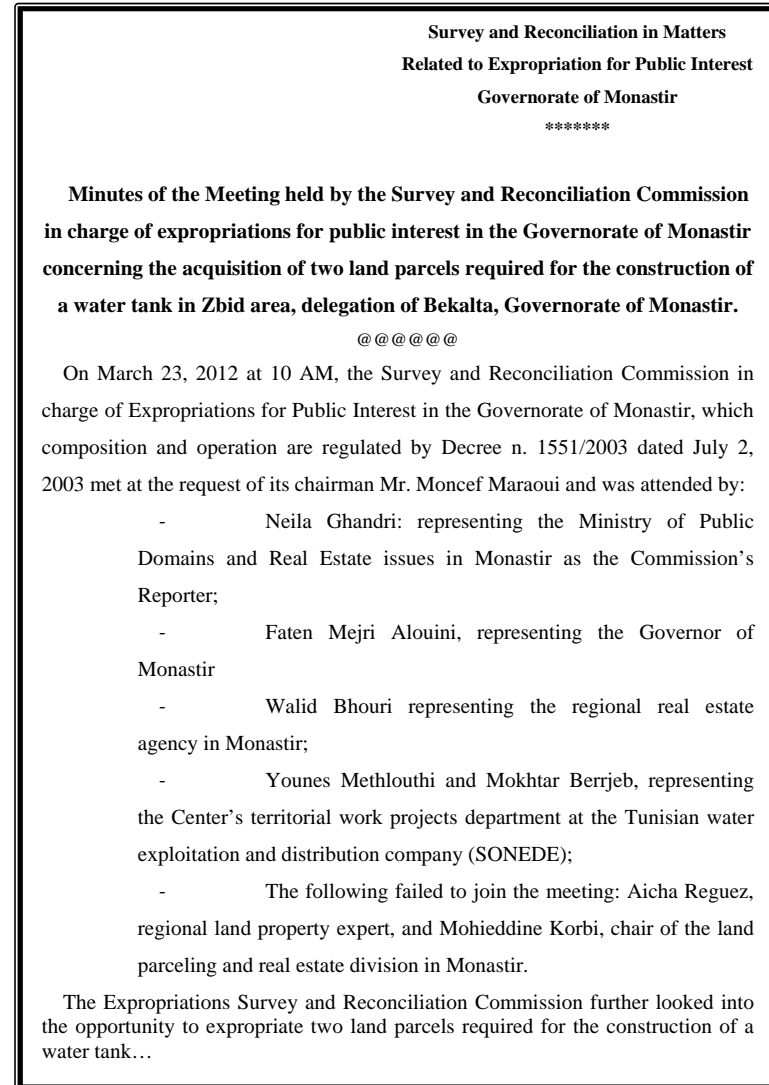 Survey and Reconciliation in Matters
Related to Expropriation for Public Interest
Governorate of Monastir
*******
Minutes of the Meeting held by the Survey and Reconciliation Commission
in charge of expropriations for public interest in the Governorate of Monastir
concerning the acquisition of two land parcels required for the construction of
a water tank in Zbid area, delegation of Bekalta, Governorate of Monastir.
@@@@@@
On March 23, 2012 at 10 AM, the Survey and Reconciliation Commission in
charge of Expropriations for Public Interest in the Governorate of Monastir, which
composition and operation are regulated by Decree n. 1551/2003 dated July 2,
2003 met at the request of its chairman Mr. Moncef Maraoui and was attended by:
- Neila Ghandri: representing the Ministry of Public
Domains and Real Estate issues in Monastir as the Commission's
Reporter;
- Faten Mejri Alouini, representing the Governor of
Monastir
- Walid Bhouri representing the regional real estate
agency in Monastir;
- Younes Methlouthi and Mokhtar Berrjeb, representing
the Center's territorial work projects department at the Tunisian water
exploitation and distribution company (SONEDE);
- The following failed to join the meeting: Aicha Reguez,
regional land property expert, and Mohieddine Korbi, chair of the land
parceling and real estate division in Monastir.
The Expropriations Survey and Reconciliation Commission further looked into
the opportunity to expropriate two land parcels required for the construction of a
water tank…